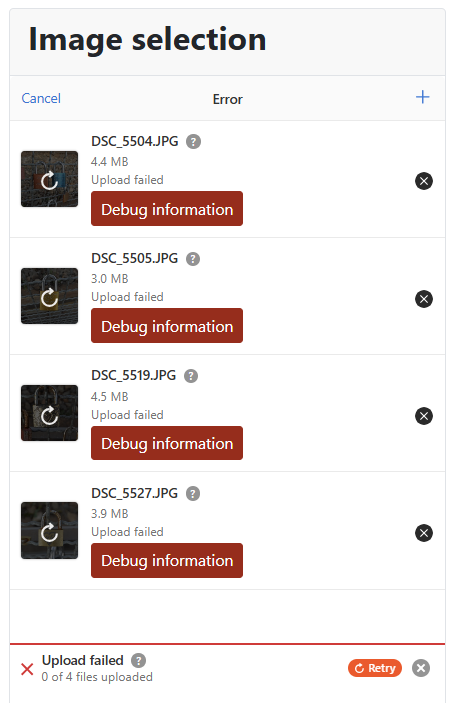 Image selection
Cancel
Error
DSC_5504.JPG
4.4 MB
Upload failed
Debug information
DSC_5505.JPG
3.0 MB
Upload failed
Debug information
DSC_5519.JPG
4.5 MB
Upload failed
Debug information
DSC_5527.JPG
3.9 MB
Upload failed
Debug information
Upload failed
0 of 4 files uploaded
Retry